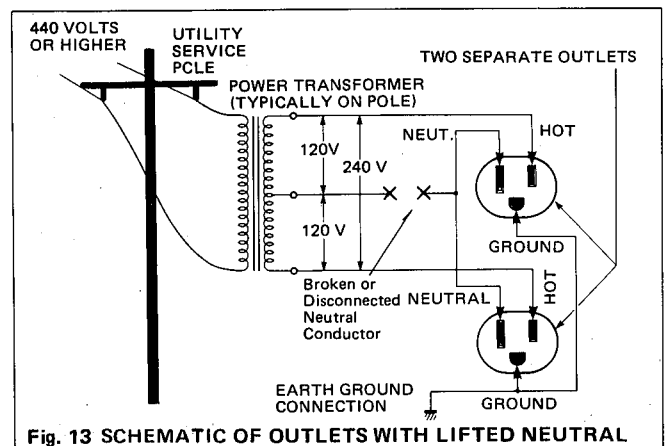 440 VOLTS
OR HIGHER
UTILITY
SERVICE
PCLE
TWO SEPARATE OUTLETS
POWER TRANSFORMER
(TYPICALLY ON POLE)
NEUT.
HOT
120V
240 V
120 V
GROUND
Broken or
Disconnected
Neutral
Conductor
NEUTRAL
HOT
EARTH GROUND
CONNECTION
GROUND
Fig. 13 SCHEMATIC OF OUTLETS WITH LIFTED NEUTRAL